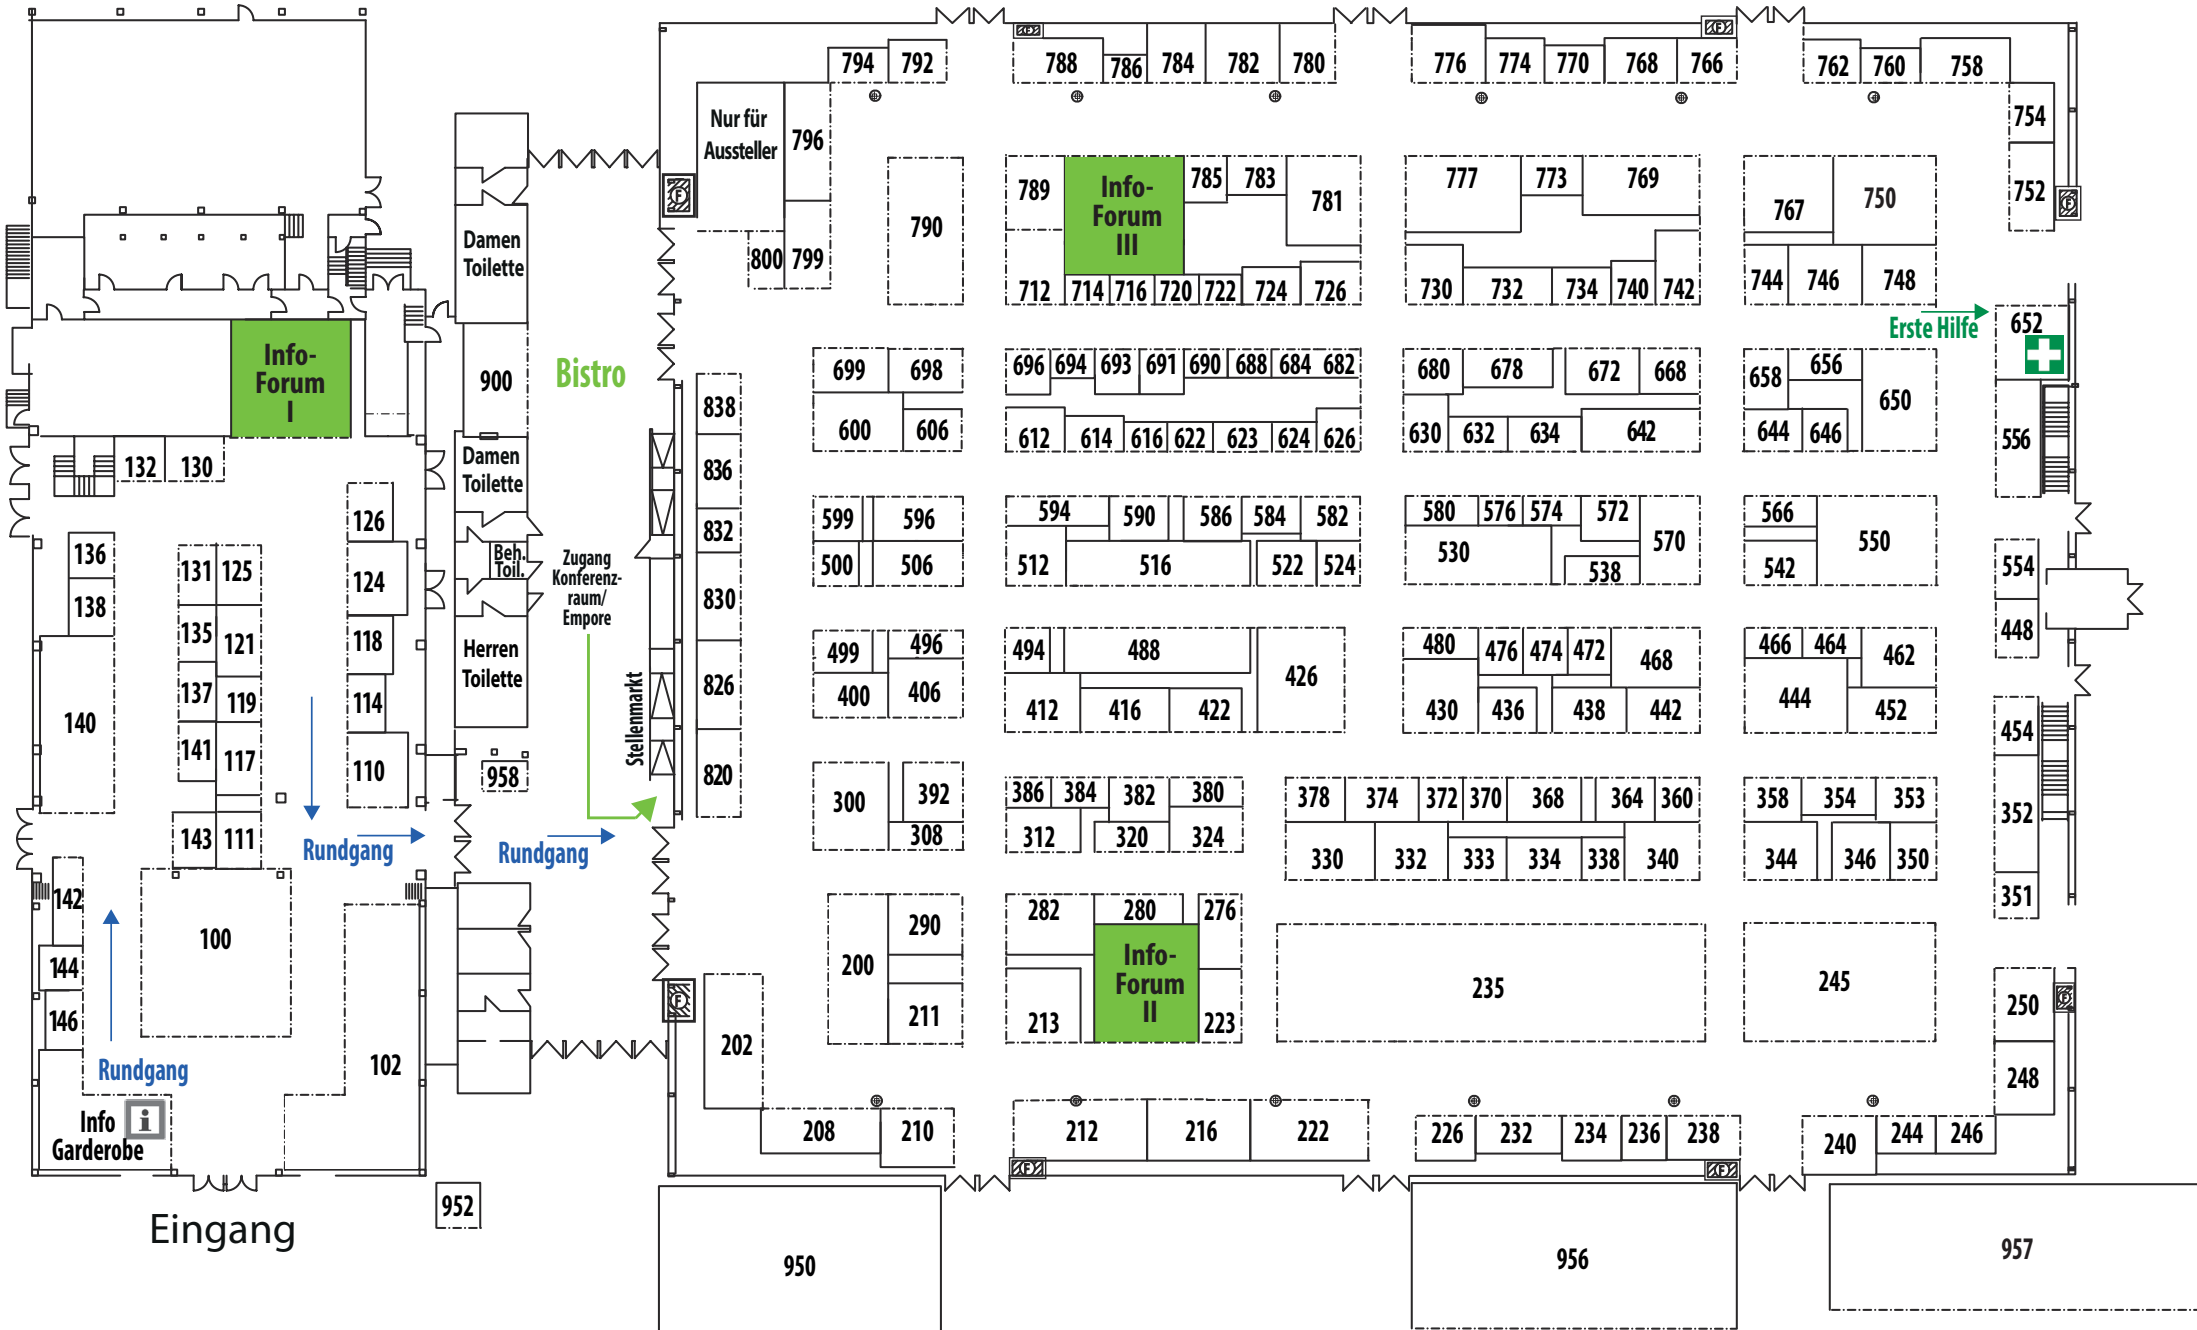 794 792 788 786 784 782 780 776 774 770 768 766 762 760 758
Nur für
Aussteller
796
754
752
800 799
790
789
Info-
Forum
III
785 783 781
777 773 769
767 750
712 714 716 720 722 724 726
730 732 734 740 742
744 746 748
Erste Hilfe
652
Damen
Toilette
Info-
Forum
I
900
Bistro
699 698
696 694 693 691 690 688 684 682
680 678 672 668
658 656 650
838
600 606
612 614 616 622 623 624 626
630 632 634 642
644 646
556
132 130
Damen
Toilette
836
126
832
599 596
594 590 586 584 582
580 576 574 572 570
566 550
136
131 125
124
Beh.
Toil.
Zugang
Konferenz-
raum/
Empore
500 506
512 516 522 524
530 538
542
554
138
830
135 121
118
Herren
Toilette
499 496
494 488 426
480 476 474 472 468
466 464 462
448
137 119
114
Stellenmarkt
826
400 406
412 416 422
430 436 438 442
444 452
454
140
141 117
110
958
820
300 392
386 384 382 380
378 374 372 370 368 364 360
358 354 353
352
143 111
Rundgang
Rundgang
308
312 320 324
330 332 333 334 338 340
344 346 350
351
142
100
144
146
Rundgang
102
200 290
211
202
282 280 276
Info-
Forum
II
213 223
235
245
250
248
Info
Garderobe
i
208 210
212 216 222
226 232 234 236 238
240 244 246
Eingang
952
950
956
957
F
F
F
F
F
F
F
F